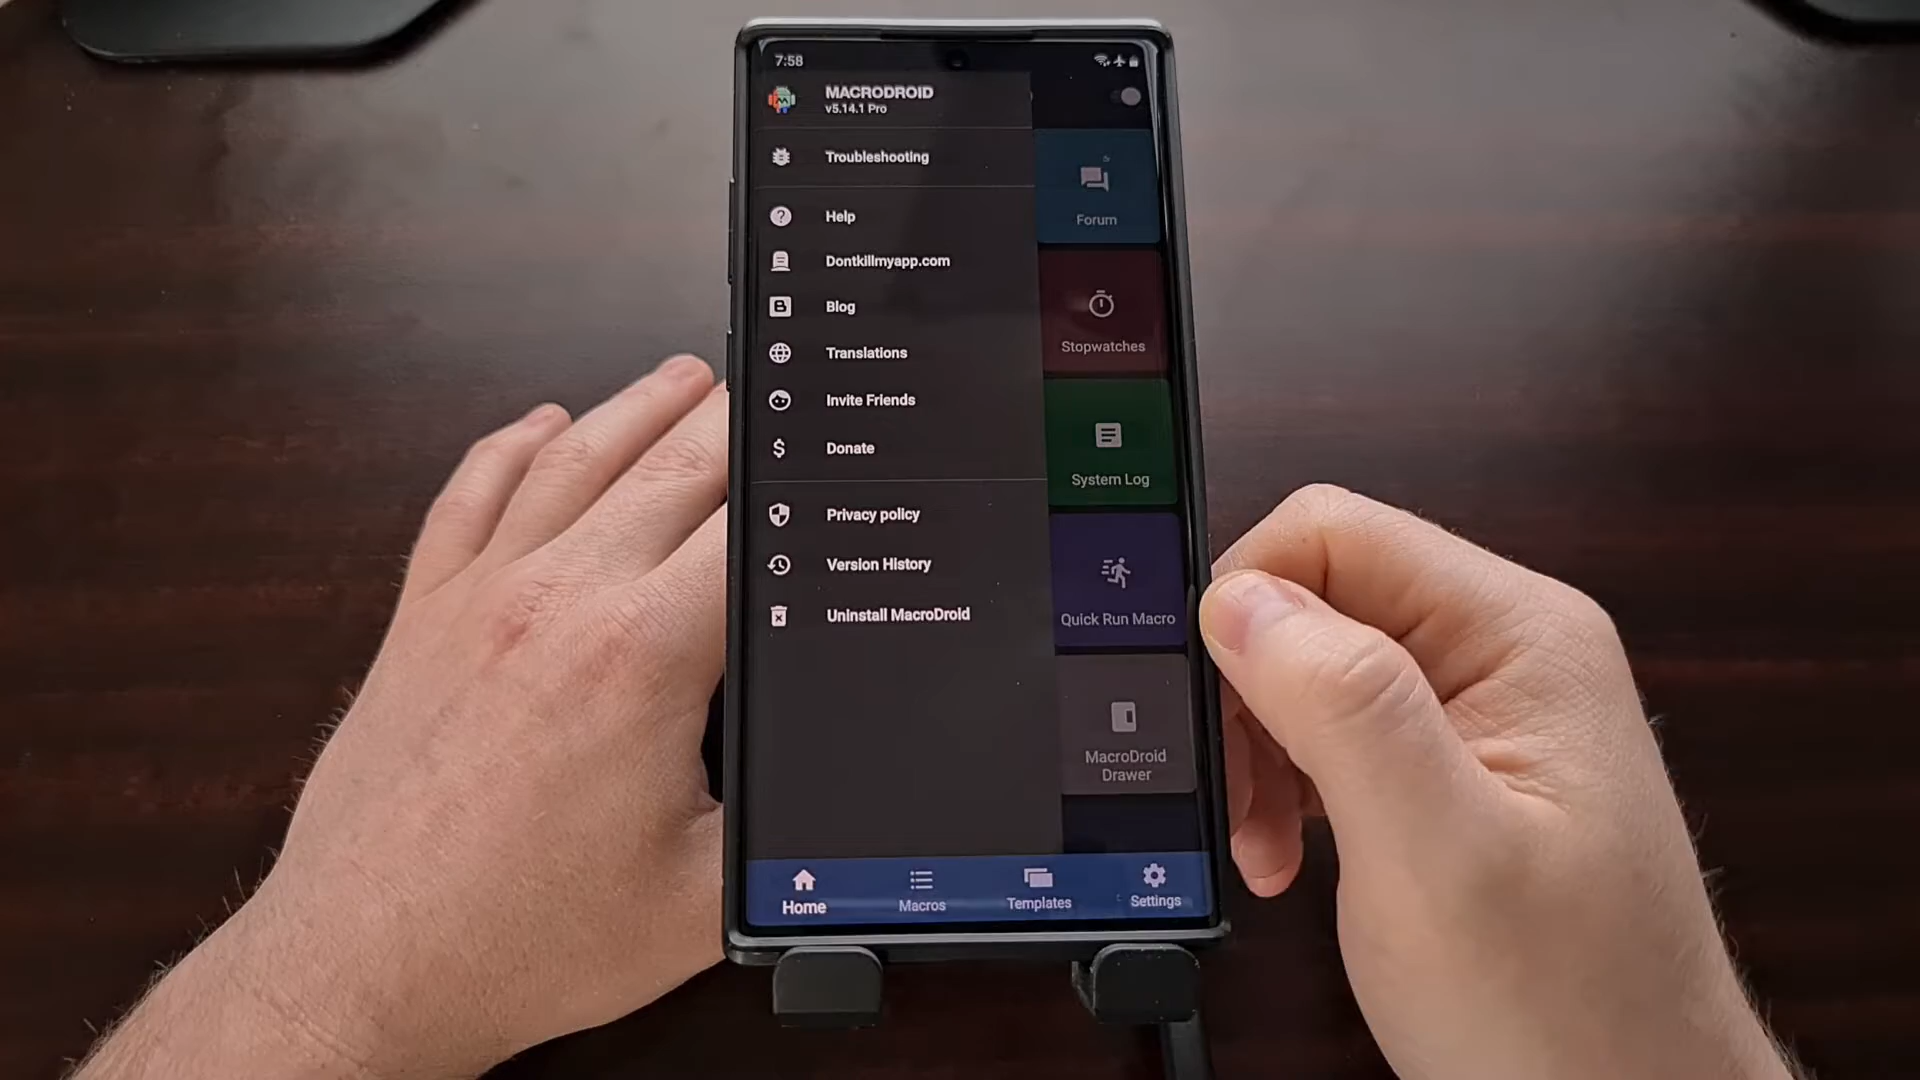 7:58
MACRODROID
v5.14.1 Pro
Troubleshooting
Help
Dontkillmyapp.com
Blog
Translations
Invite Friends
Donate
Privacy policy
Version History
Uninstall MacroDroid
Forum
Stopwatches
System Log
Quick Run Macro
MacroDroid
Drawer
Home
Macros
Templates
Settings